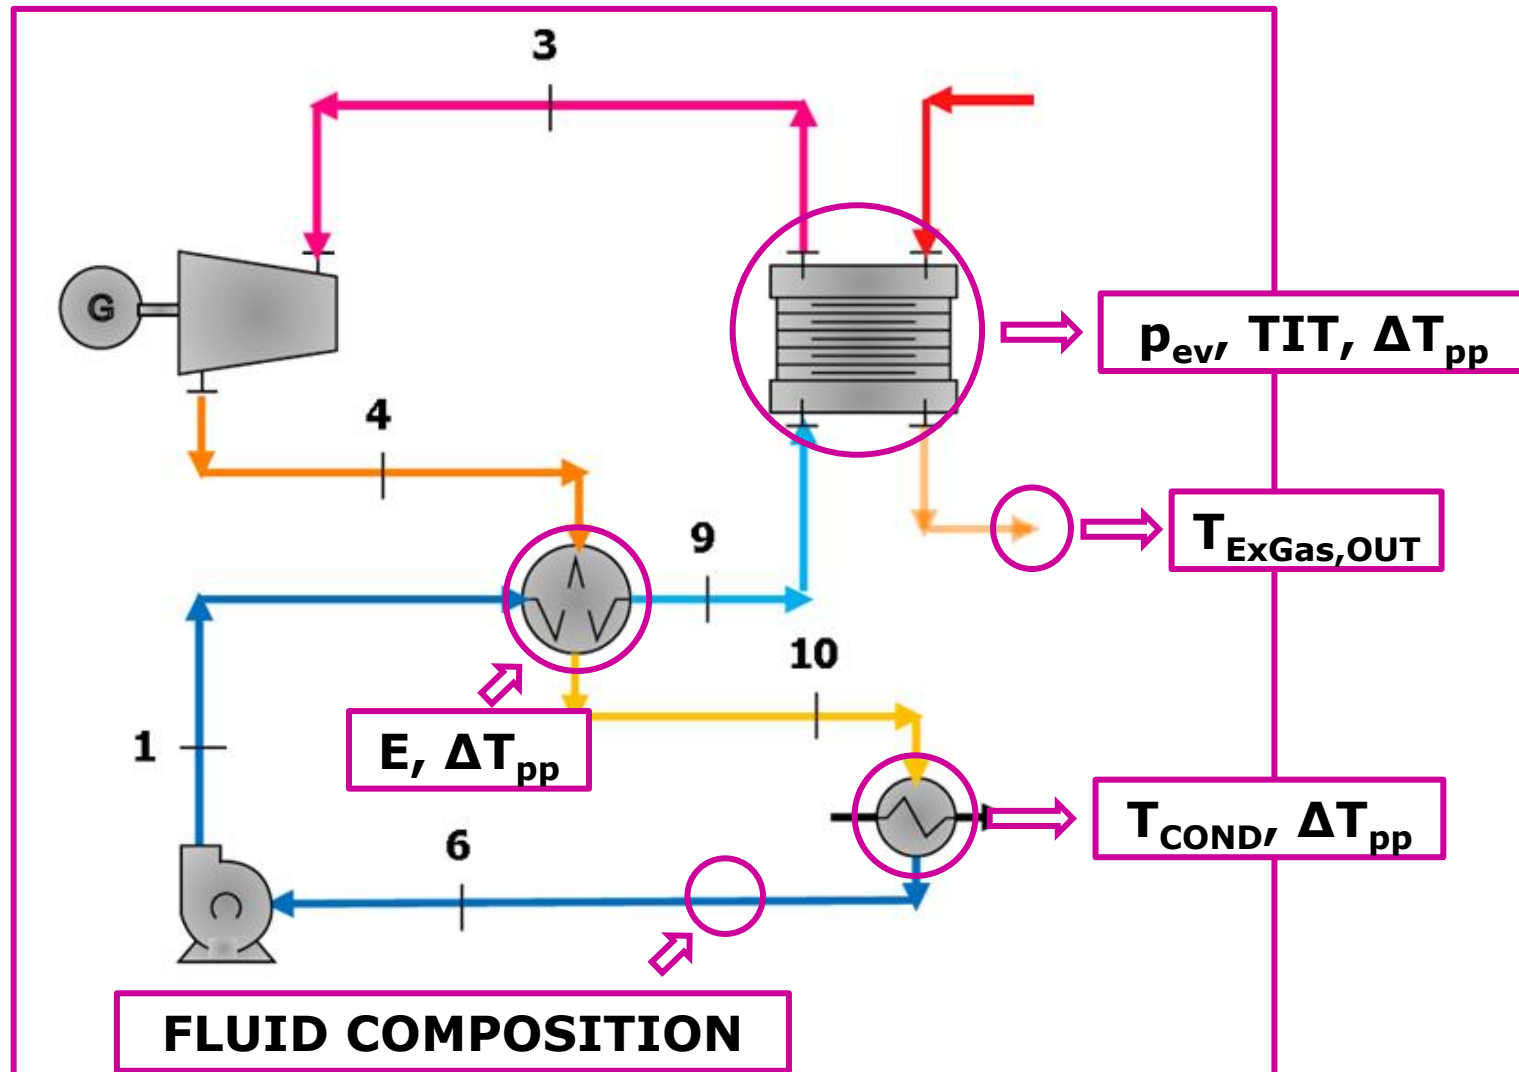 3
G
p_ev, TIT, ΔT_pp
4
T_ExGas,OUT
9
10
1
E, ΔT_pp
T_COND, ΔT_pp
6
FLUID COMPOSITION